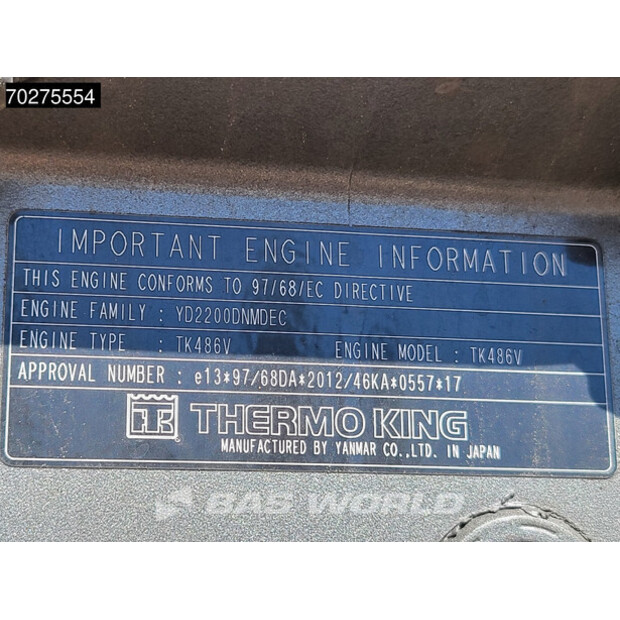 70275554
IMPORTANT ENGINE INFORMATION
THIS ENGINE CONFORMS TO 97/68/EC DIRECTIVE
ENGINE FAMILY : YD2200DNMDEC
ENGINE TYPE : TK486V ENGINE MODEL : TK486V
APPROVAL NUMBER : e13*97/68DA*2012/46KA*0557*17
TK THERMO KING
MANUFACTURED BY YANMAR CO.,LTD. IN JAPAN
BAS WORLD